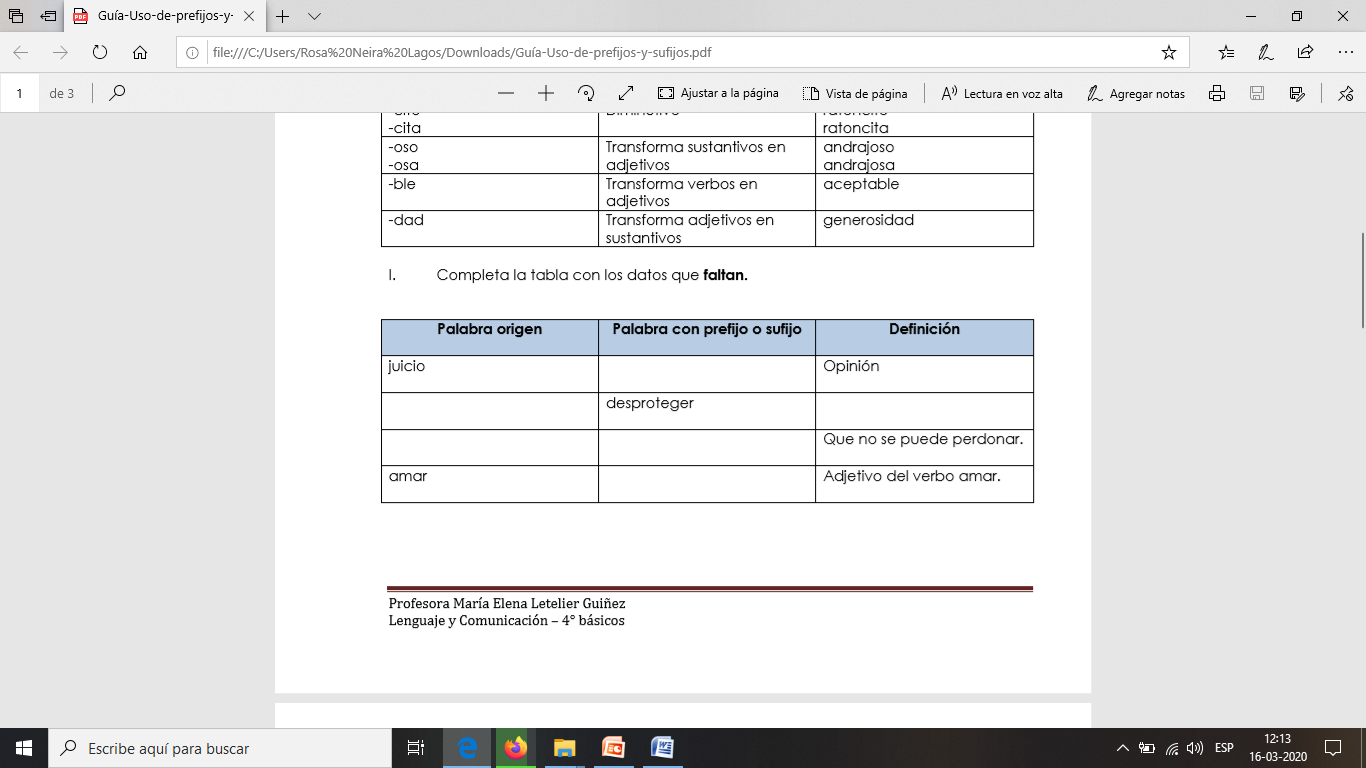 Guía-Uso-de-prefijos-y-
file:///C:/Users/Rosa%20Neira%20Lagos/Downloads/Guía-Uso-de-prefijos-y-sufijos.pdf
1 de 3
Ajustar a la página
Vista de página
Lectura en voz alta
Agregar notas
-cita
ratoncita
-oso
Transforma sustantivos en
andrajoso
-osa
adjetivos
andrajosa
-ble
Transforma verbos en
aceptable
adjetivos
-dad
Transforma adjetivos en
generosidad
sustantivos
I. Completa la tabla con los datos que faltan.
Palabra origen
Palabra con prefijo o sufijo
Definición
juicio
Opinión
desproteger
Que no se puede perdonar.
amar
Adjetivo del verbo amar.
Profesora María Elena Letelier Guiñez
Lenguaje y Comunicación – 4° básicos
Escribe aquí para buscar
ESP
12:13
16-03-2020